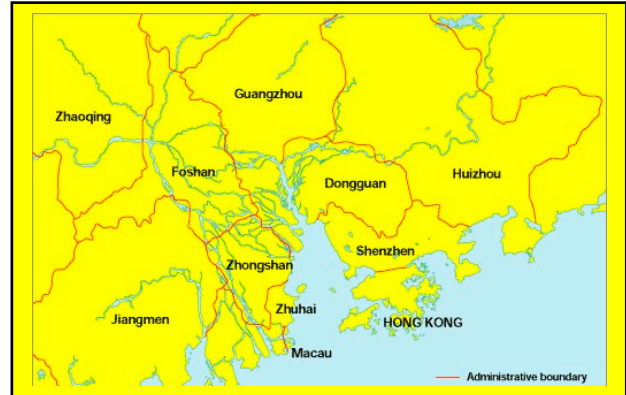 Guangzhou
Zhaoqing
Foshan
Dongguan
Huizhou
Shenzhen
Zhongshan
Zhuhai
Jiangmen
HONG KONG
Macau
Administrative boundary